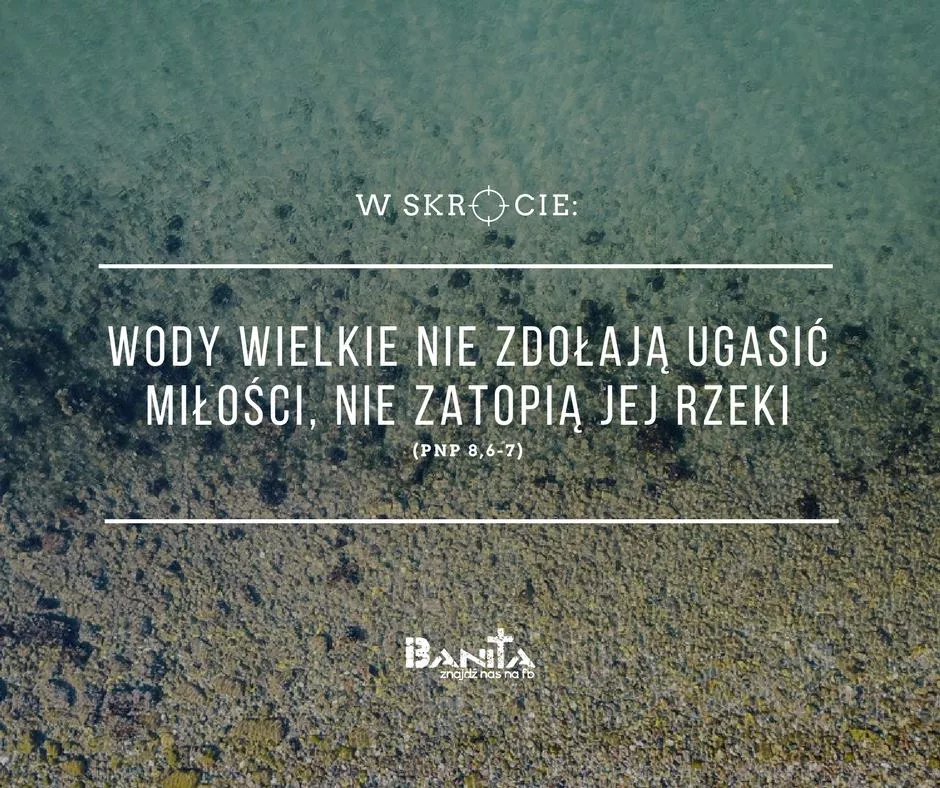 W SKRÓCIE:
WODY WIELKIE NIE ZDOŁAJĄ UGASIĆ
MIŁOŚCI, NIE ZATOPIĄ JEJ RZEKI
(PNP 8,6-7)
BANITA
znajdź nas na fb